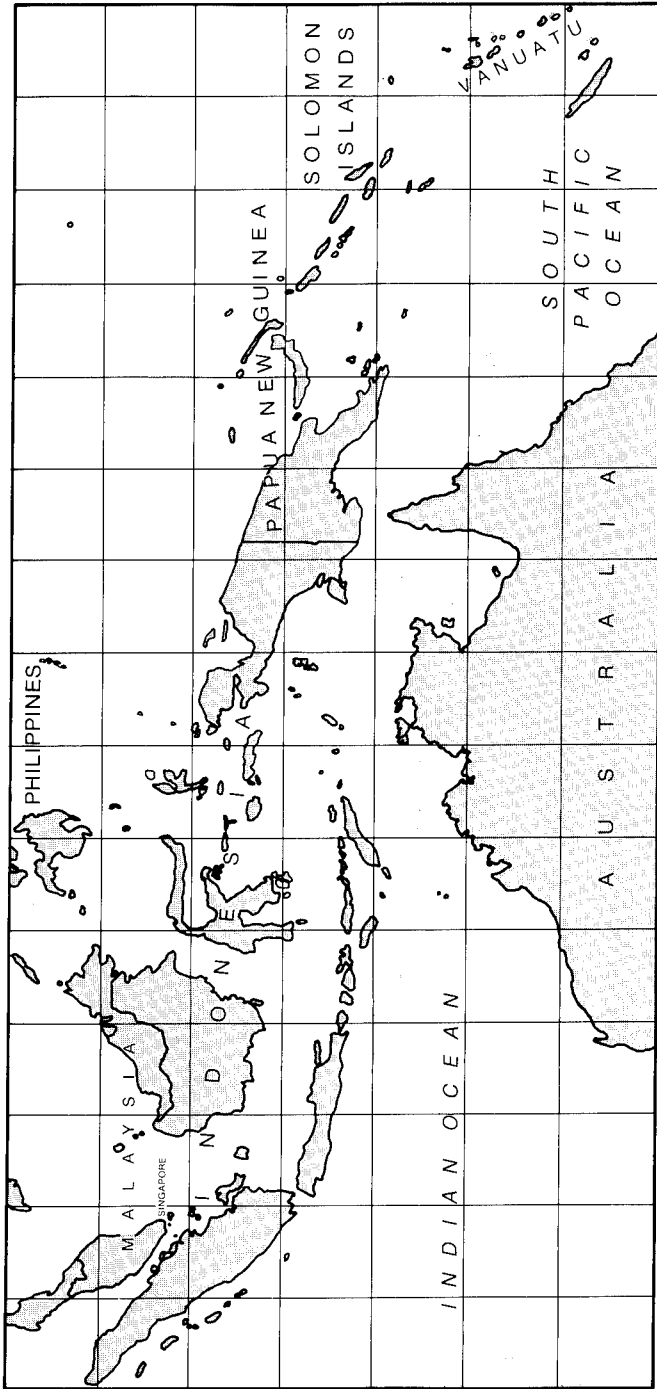 PHILIPPINES
MALAYSIA
SINGAPORE
INDONESIA
PAPUA NEW GUINEA
SOLOMON
ISLANDS
VANUATU
SOUTH
PACIFIC
OCEAN
INDIAN OCEAN
AUSTRALIA